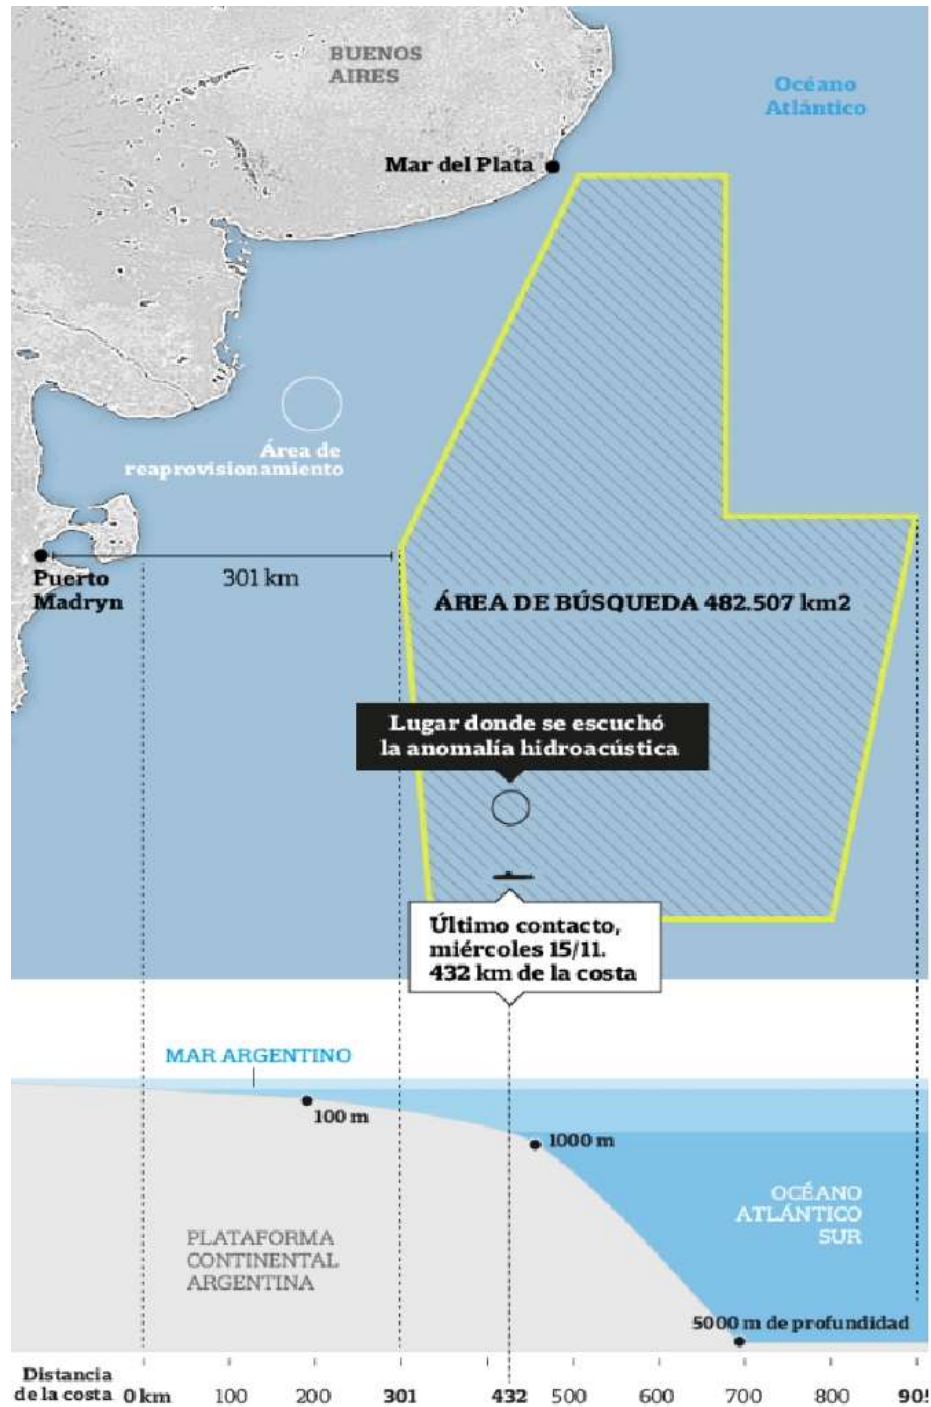 BUENOS
AIRES
Océano
Atlántico
Mar del Plata
Área de
reaprovisionamiento
Puerto
Madryn
301 km
ÁREA DE BÚSQUEDA 482.507 km2
Lugar donde se escuchó
la anomalía hidroacústica
Último contacto,
miércoles 15/11.
432 km de la costa
MAR ARGENTINO
100 m
1000 m
OCÉANO
ATLÁNTICO
SUR
PLATAFORMA
CONTINENTAL
ARGENTINA
5000 m de profundidad
Distancia
de la costa 0 km 100 200 301 432 500 600 700 800